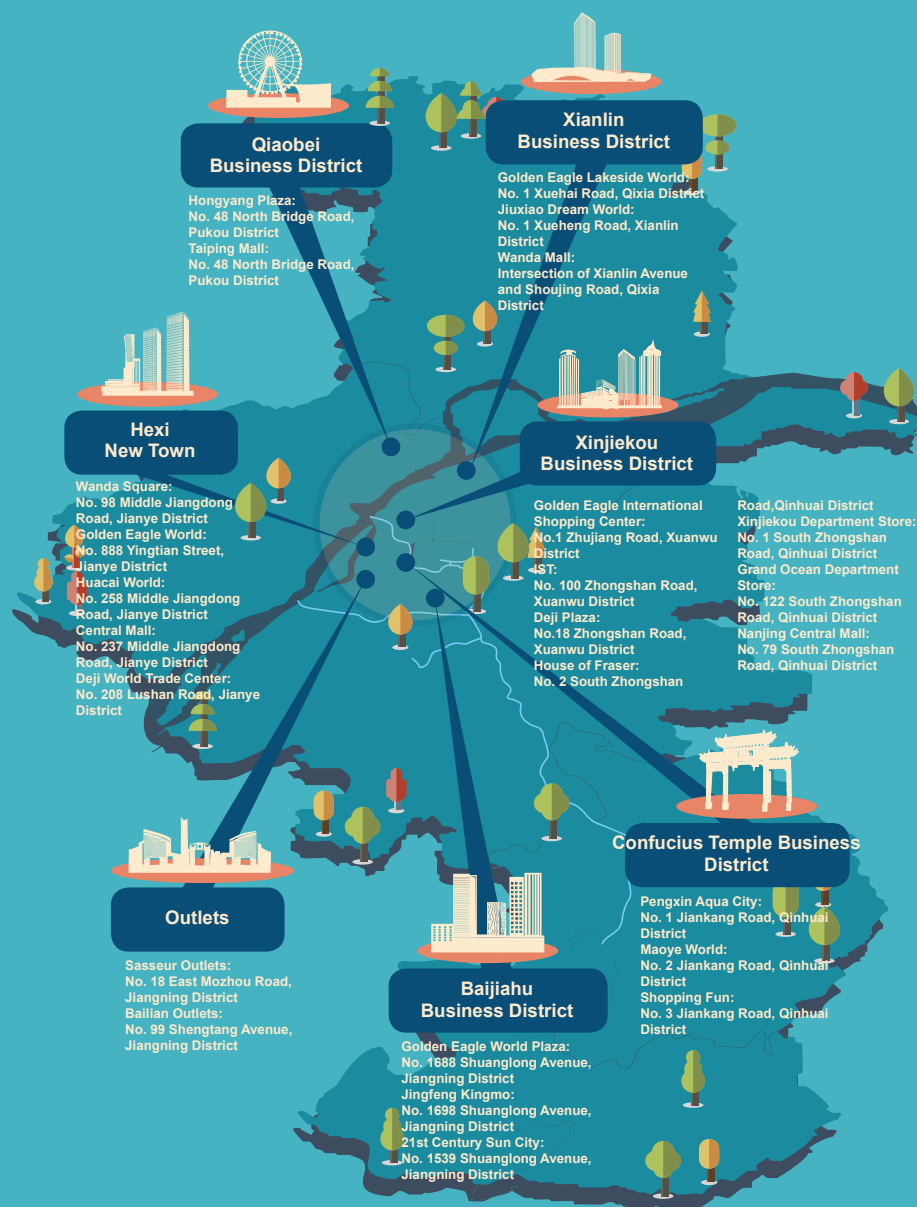 Qiaobei
Business District
Hongyang Plaza:
No. 48 North Bridge Road,
Pukou District
Taiping Mall:
No. 48 North Bridge Road,
Pukou District
Xianlin
Business District
Golden Eagle Lakeside World:
No. 1 Xuehai Road, Qixia District
Jiuxiao Dream World:
No. 1 Xueheng Road, Xianlin
District
Wanda Mall:
Intersection of Xianlin Avenue
and Shoujing Road, Qixia
District
Hexi
New Town
Wanda Square:
No. 98 Middle Jiangdong
Road, Jianye District
Golden Eagle World:
No. 888 Yingtian Street,
Jianye District
Huacai World:
No. 258 Middle Jiangdong
Road, Jianye District
Central Mall:
No. 237 Middle Jiangdong
Road, Jianye District
Deji World Trade Center:
No. 208 Lushan Road, Jianye
District
Xinjiekou
Business District
Golden Eagle International
Shopping Center:
No.1 Zhujiang Road, Xuanwu
District
IST:
No. 100 Zhongshan Road,
Xuanwu District
Deji Plaza:
No.18 Zhongshan Road,
Xuanwu District
House of Fraser:
No. 2 South Zhongshan
Road,Qinhuai District
Xinjiekou Department Store:
No. 1 South Zhongshan
Road, Qinhuai District
Grand Ocean Department
Store:
No. 122 South Zhongshan
Road, Qinhuai District
Nanjing Central Mall:
No. 79 South Zhongshan
Road, Qinhuai District
Confucius Temple Business
District
Pengxin Aqua City:
No. 1 Jiankang Road, Qinhuai
District
Maoye World:
No. 2 Jiankang Road, Qinhuai
District
Shopping Fun:
No. 3 Jiankang Road, Qinhuai
District
Outlets
Sasseur Outlets:
No. 18 East Mozhou Road,
Jiangning District
Bailian Outlets:
No. 99 Shengtang Avenue,
Jiangning District
Baijiahu
Business District
Golden Eagle World Plaza:
No. 1688 Shuanglong Avenue,
Jiangning District
Jingfeng Kingmo:
No. 1698 Shuanglong Avenue,
Jiangning District
21st Century Sun City:
No. 1539 Shuanglong Avenue,
Jiangning District